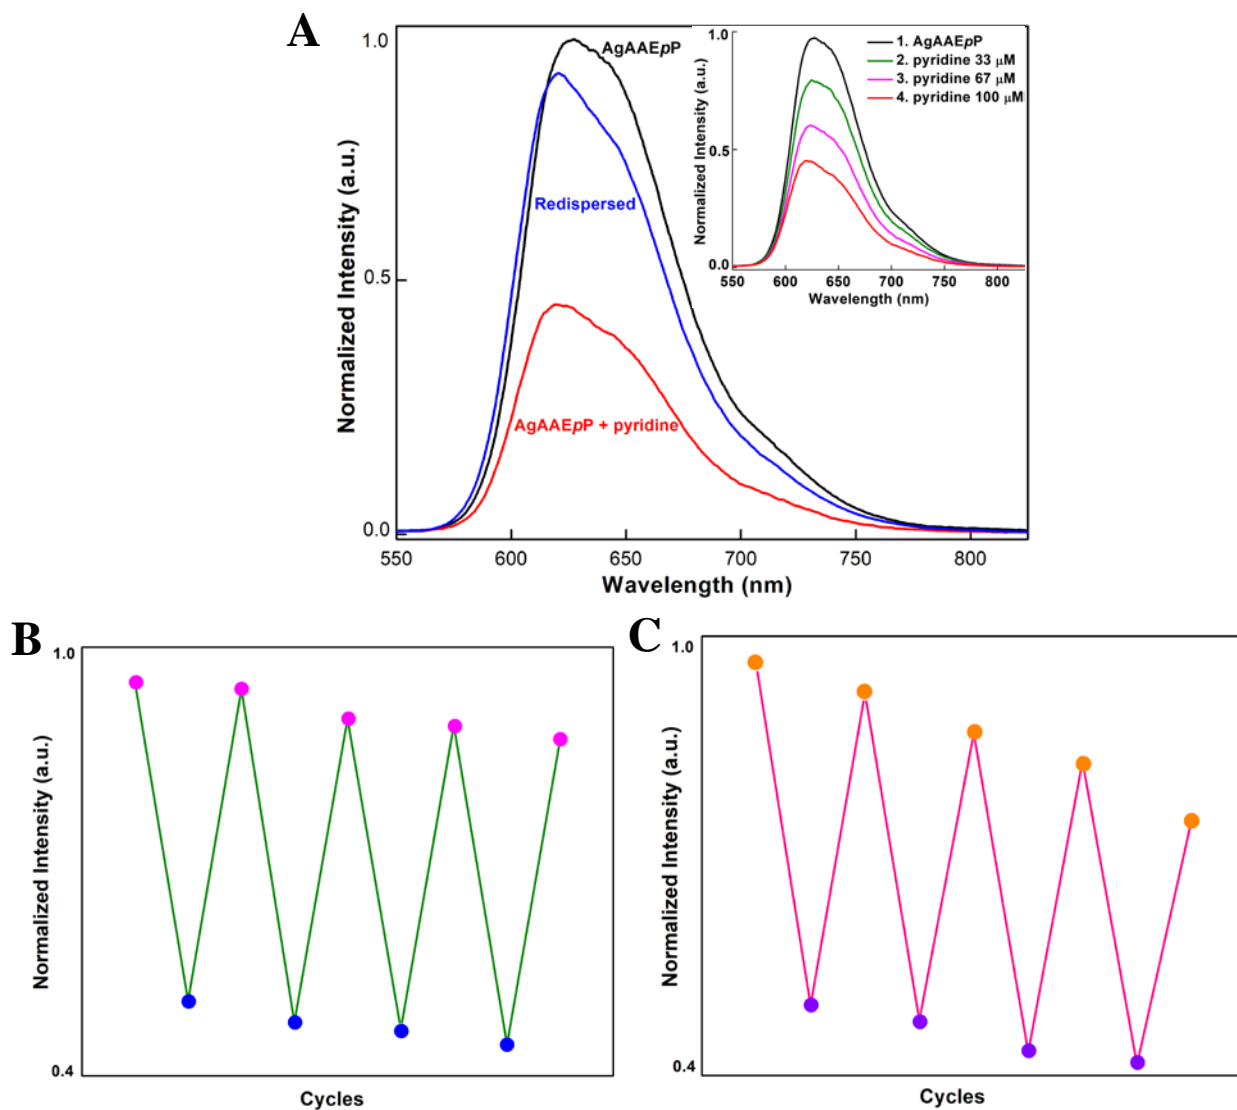 A
1.0
AgAAEpP
Redispersed
0.5
AgAAEpP + pyridine
0.0
550 600 650 700 750 800
Wavelength (nm)
Normalized Intensity (a.u.)
1.0
1. AgAAEpP
2. pyridine 33 μM
3. pyridine 67 μM
4. pyridine 100 μM
0.5
0.0
550 600 650 700 750 800
Wavelength (nm)
Normalized Intensity (a.u.)
B
1.0
Normalized Intensity (a.u.)
0.4
Cycles
C
1.0
Normalized Intensity (a.u.)
0.4
Cycles